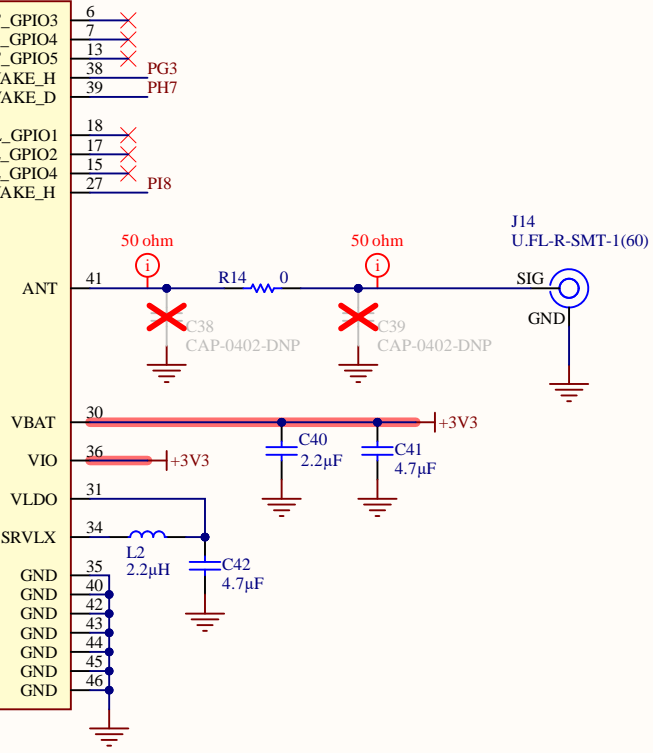 _GPIO3 6
_GPIO4 7
_GPIO5 13
AKE_H 38 PG3
AKE_D 39 PH7
_GPIO1 18
_GPIO2 17
_GPIO4 15
AKE_H 27 PI8
50 ohm 50 ohm
i i
J14
U.FL-R-SMT-1(60)
ANT 41 R14 0 SIG
GND
C38
CAP-0402-DNP
C39
CAP-0402-DNP
VBAT 30 +3V3
C40
2.2µF
C41
4.7µF
VIO 36 +3V3
VLDO 31
SRVLX 34
L2
2.2µH
C42
4.7µF
GND 35
GND 40
GND 42
GND 43
GND 44
GND 45
GND 46